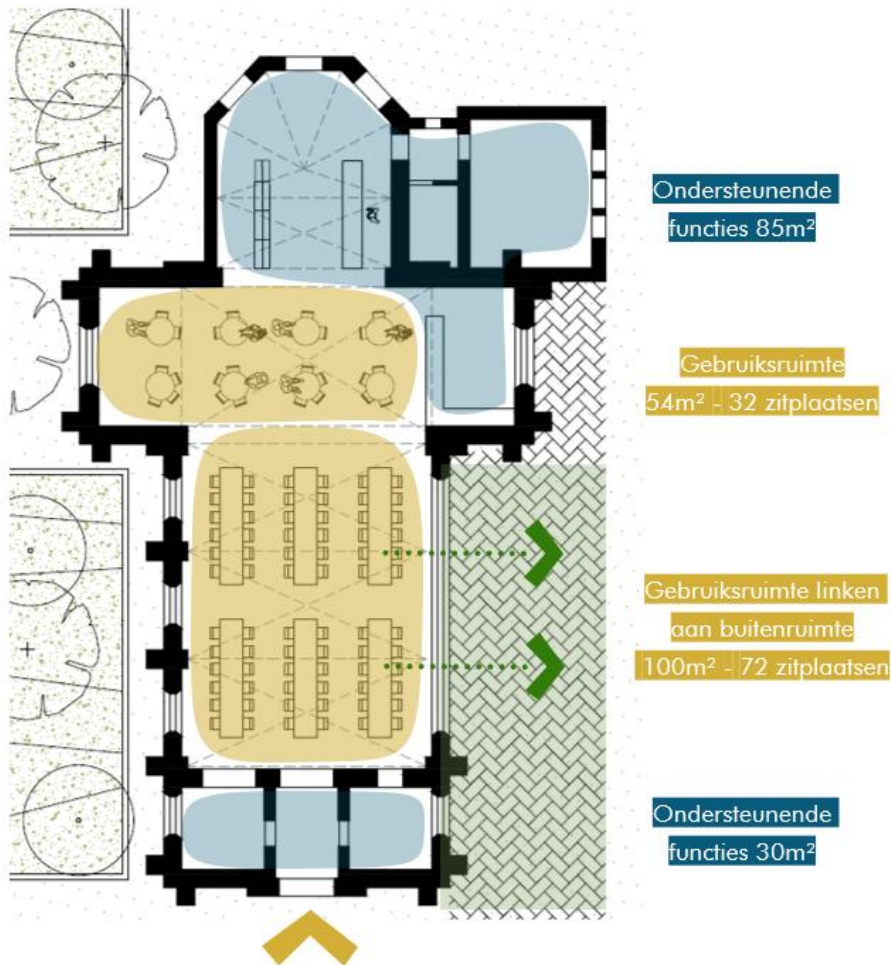 Ondersteunende
functies 85m²
Gebruiksruimte
54m² - 32 zitplaatsen
Gebruiksruimte linken
aan buitenruimte
100m² - 72 zitplaatsen
Ondersteunende
functies 30m²